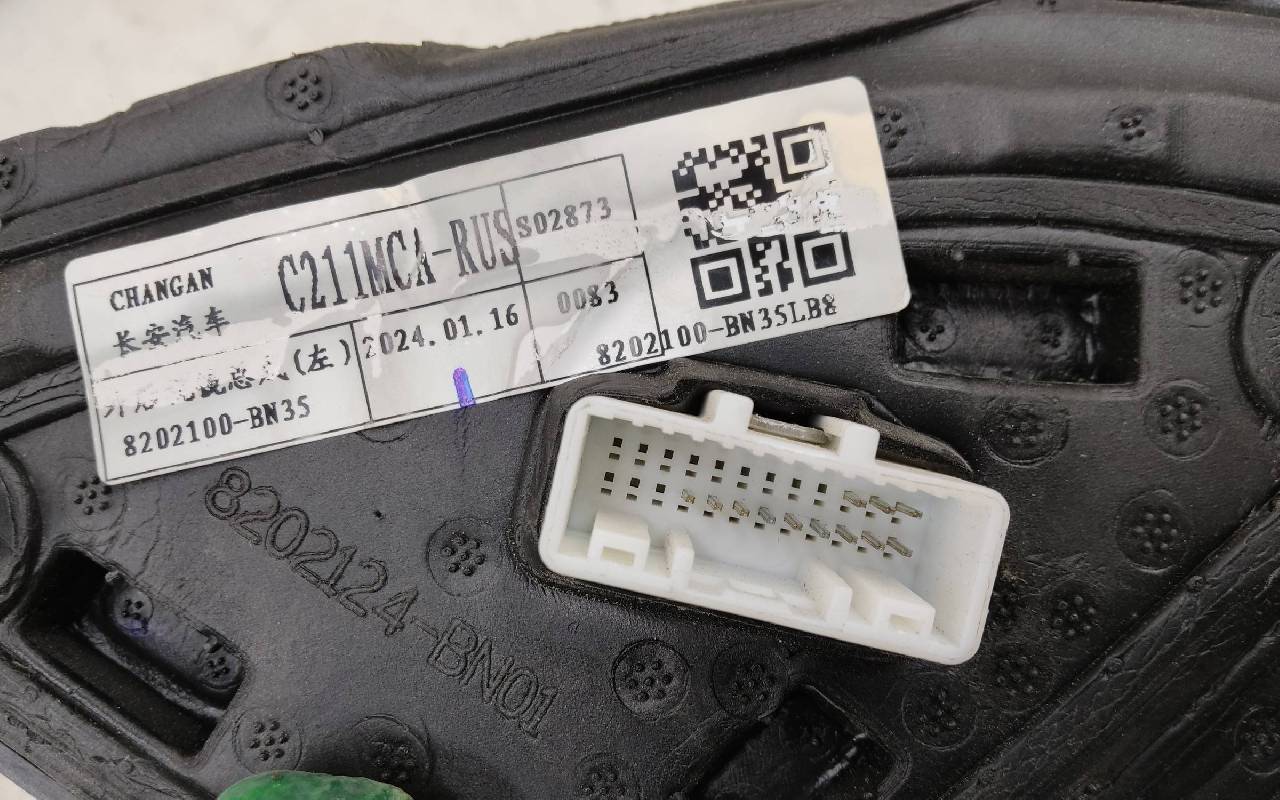 CHANGAN
长安汽车
C211MCA-RUS
S02873
(左)
2024.01.16
0083
8202100-BN35
8202100-BN35LB8
8202124-BN01